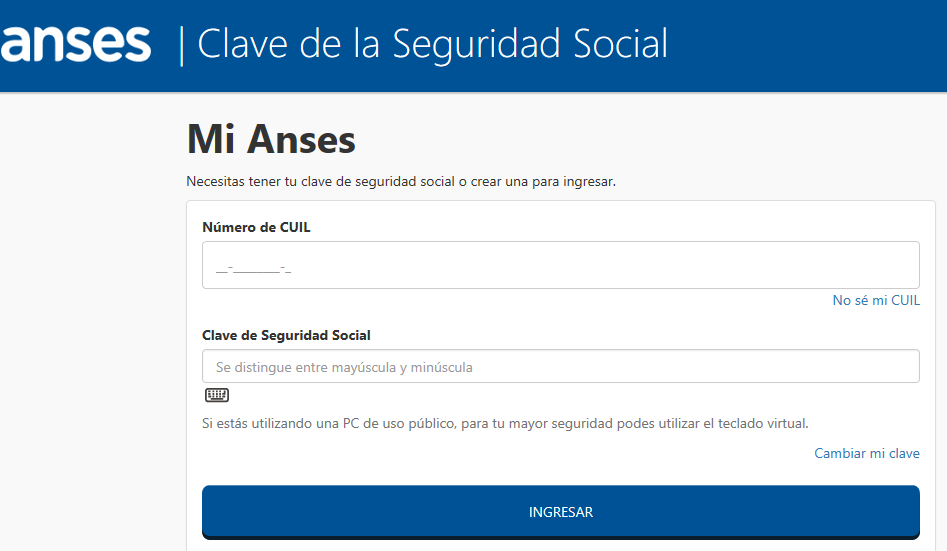 anses | Clave de la Seguridad Social
Mi Anses
Necesitas tener tu clave de seguridad social o crear una para ingresar.
Número de CUIL
__-________-_
No sé mi CUIL
Clave de Seguridad Social
Se distingue entre mayúscula y minúscula
Si estás utilizando una PC de uso público, para tu mayor seguridad podes utilizar el teclado virtual.
Cambiar mi clave
INGRESAR